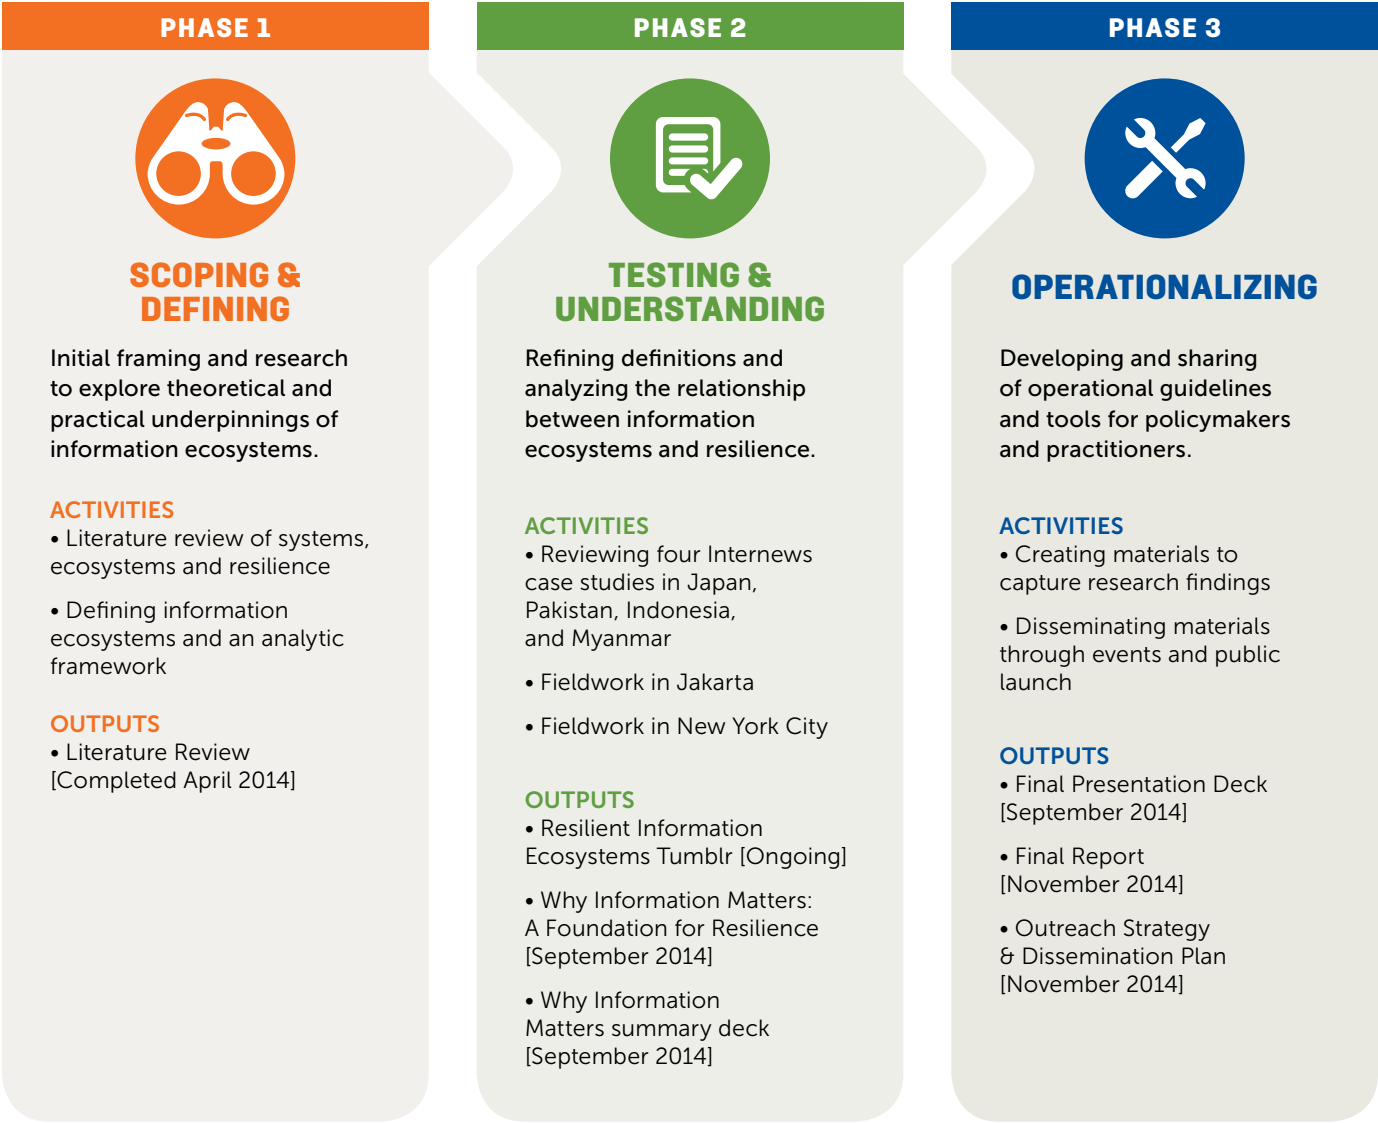 PHASE 1
SCOPING &
DEFINING
Initial framing and research
to explore theoretical and
practical underpinnings of
information ecosystems.
ACTIVITIES
• Literature review of systems,
ecosystems and resilience
• Defining information
ecosystems and an analytic
framework
OUTPUTS
• Literature Review
[Completed April 2014]
PHASE 2
TESTING &
UNDERSTANDING
Refining definitions and
analyzing the relationship
between information
ecosystems and resilience.
ACTIVITIES
• Reviewing four Internews
case studies in Japan,
Pakistan, Indonesia,
and Myanmar
• Fieldwork in Jakarta
• Fieldwork in New York City
OUTPUTS
• Resilient Information
Ecosystems Tumblr [Ongoing]
• Why Information Matters:
A Foundation for Resilience
[September 2014]
• Why Information
Matters summary deck
[September 2014]
PHASE 3
OPERATIONALIZING
Developing and sharing
of operational guidelines
and tools for policymakers
and practitioners.
ACTIVITIES
• Creating materials to
capture research findings
• Disseminating materials
through events and public
launch
OUTPUTS
• Final Presentation Deck
[September 2014]
• Final Report
[November 2014]
• Outreach Strategy
& Dissemination Plan
[November 2014]